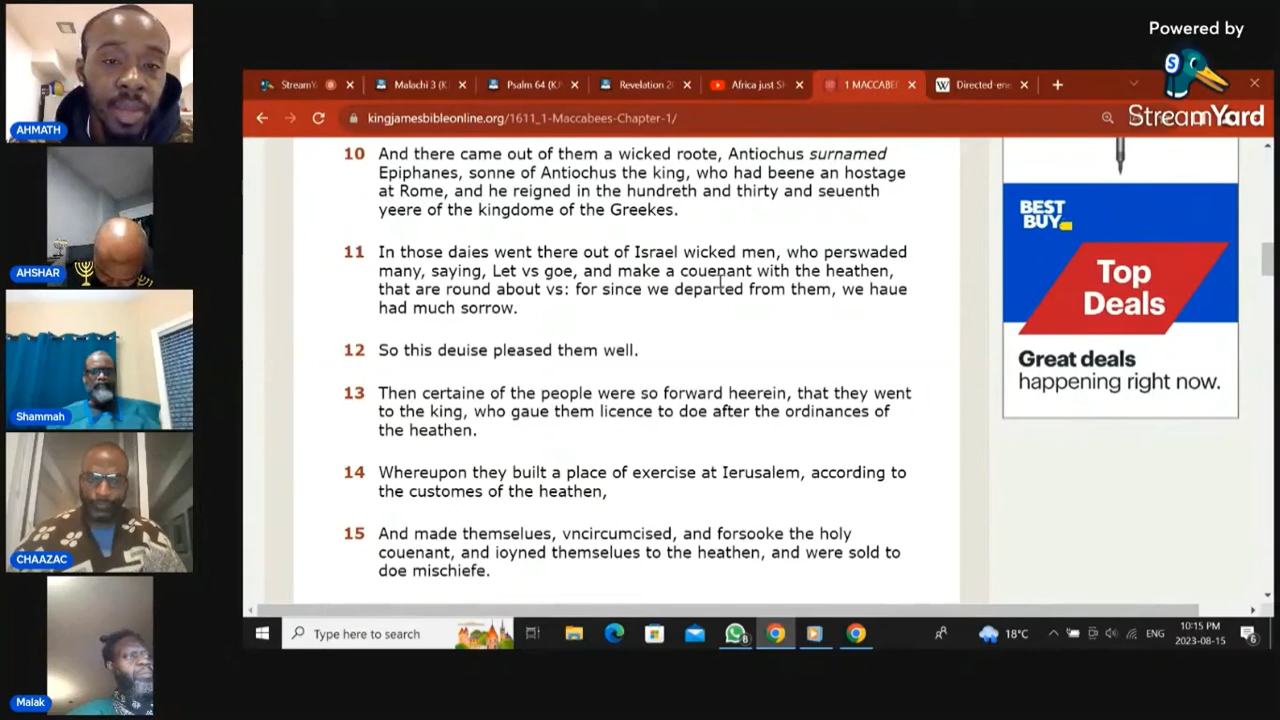 AHMATH
AHSHAR
Shammah
CHAAZAC
Malak
Powered by
S
StreamYard
StreamY
Malachi 3 (K
Psalm 64 (K
Revelation 2
Africa just S
1 MACCABE
W Directed-ene
kingjamesbibleonline.org/1611_1-Maccabees-Chapter-1/
10 And there came out of them a wicked roote, Antiochus surnamed
Epiphanes, sonne of Antiochus the king, who had beene an hostage
at Rome, and he reigned in the hundreth and thirty and seuenth
yeere of the kingdome of the Greekes.
11 In those daies went there out of Israel wicked men, who perswaded
many, saying, Let vs goe, and make a couenant with the heathen,
that are round about vs: for since we departed from them, we haue
had much sorrow.
12 So this deuise pleased them well.
13 Then certaine of the people were so forward heerein, that they went
to the king, who gaue them licence to doe after the ordinances of
the heathen.
14 Whereupon they built a place of exercise at Ierusalem, according to
the customes of the heathen,
15 And made themselues, vncircumcised, and forsooke the holy
couenant, and ioyned themselues to the heathen, and were sold to
doe mischiefe.
BEST
BUY
Top
Deals
Great deals
happening right now.
Type here to search
8
18°C
ENG
10:15 PM
2023-08-15
6